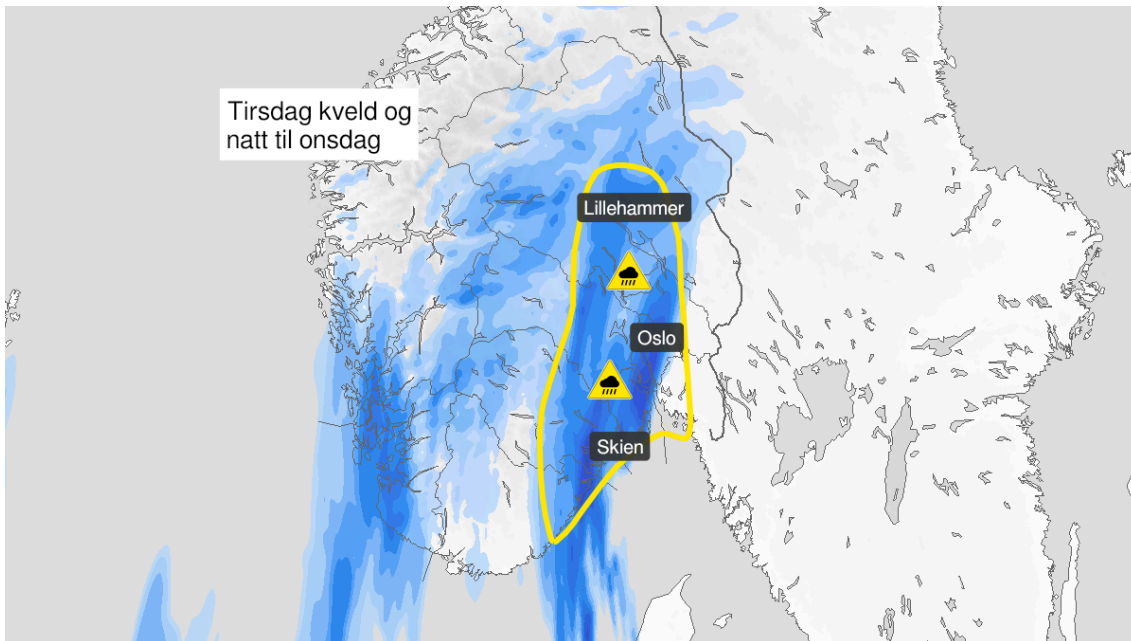 Tirsdag kveld og
natt til onsdag
Lillehammer
Oslo
Skien